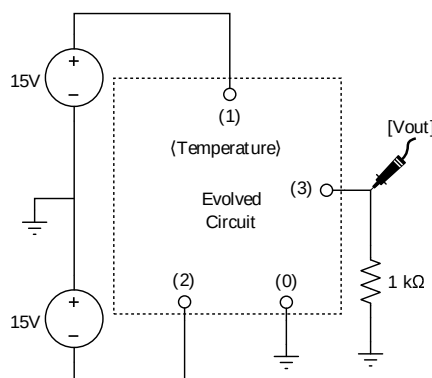 15V
+
−
(1)
⟨Temperature⟩
[Vout]
(3)
Evolved
Circuit
(2)
(0)
1 kΩ
15V
+
−